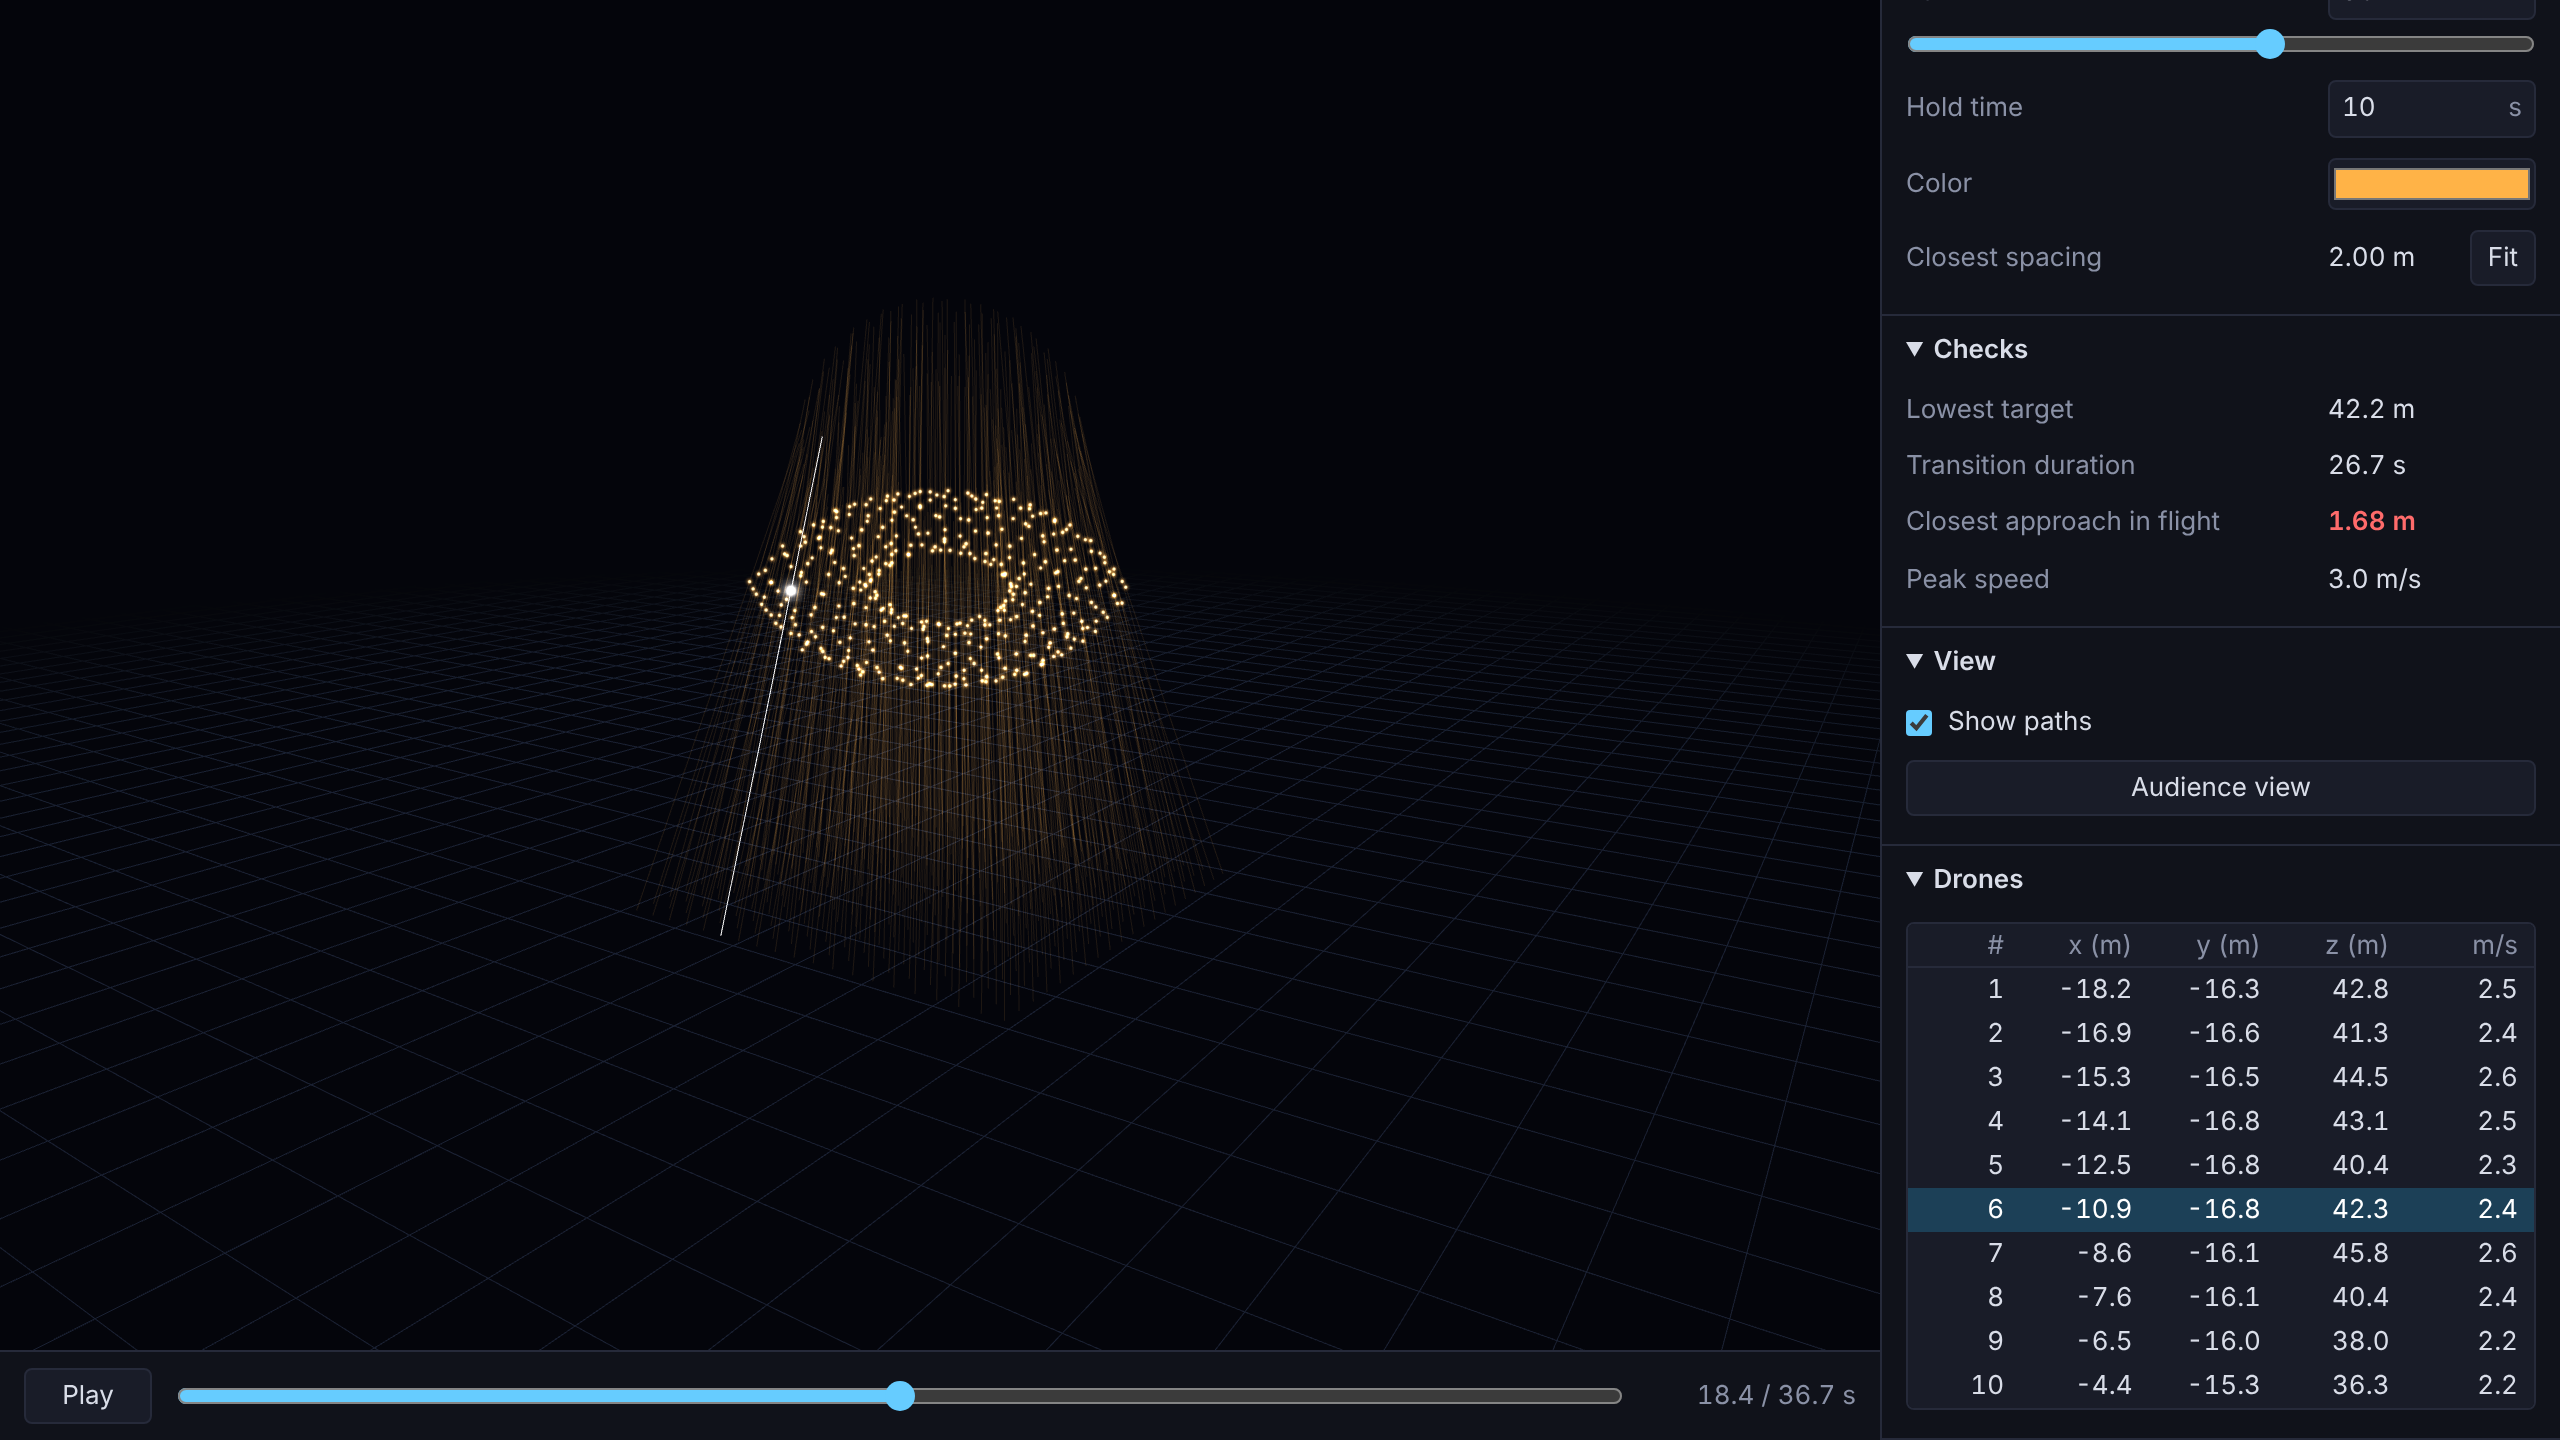 Hold time 10 s
Color
Closest spacing 2.00 m Fit
▼ Checks
Lowest target 42.2 m
Transition duration 26.7 s
Closest approach in flight 1.68 m
Peak speed 3.0 m/s
▼ View
Show paths
Audience view
▼ Drones
# x (m) y (m) z (m) m/s
1 -18.2 -16.3 42.8 2.5
2 -16.9 -16.6 41.3 2.4
3 -15.3 -16.5 44.5 2.6
4 -14.1 -16.8 43.1 2.5
5 -12.5 -16.8 40.4 2.3
6 -10.9 -16.8 42.3 2.4
7 -8.6 -16.1 45.8 2.6
8 -7.6 -16.1 40.4 2.4
9 -6.5 -16.0 38.0 2.2
10 -4.4 -15.3 36.3 2.2
Play 18.4 / 36.7 s